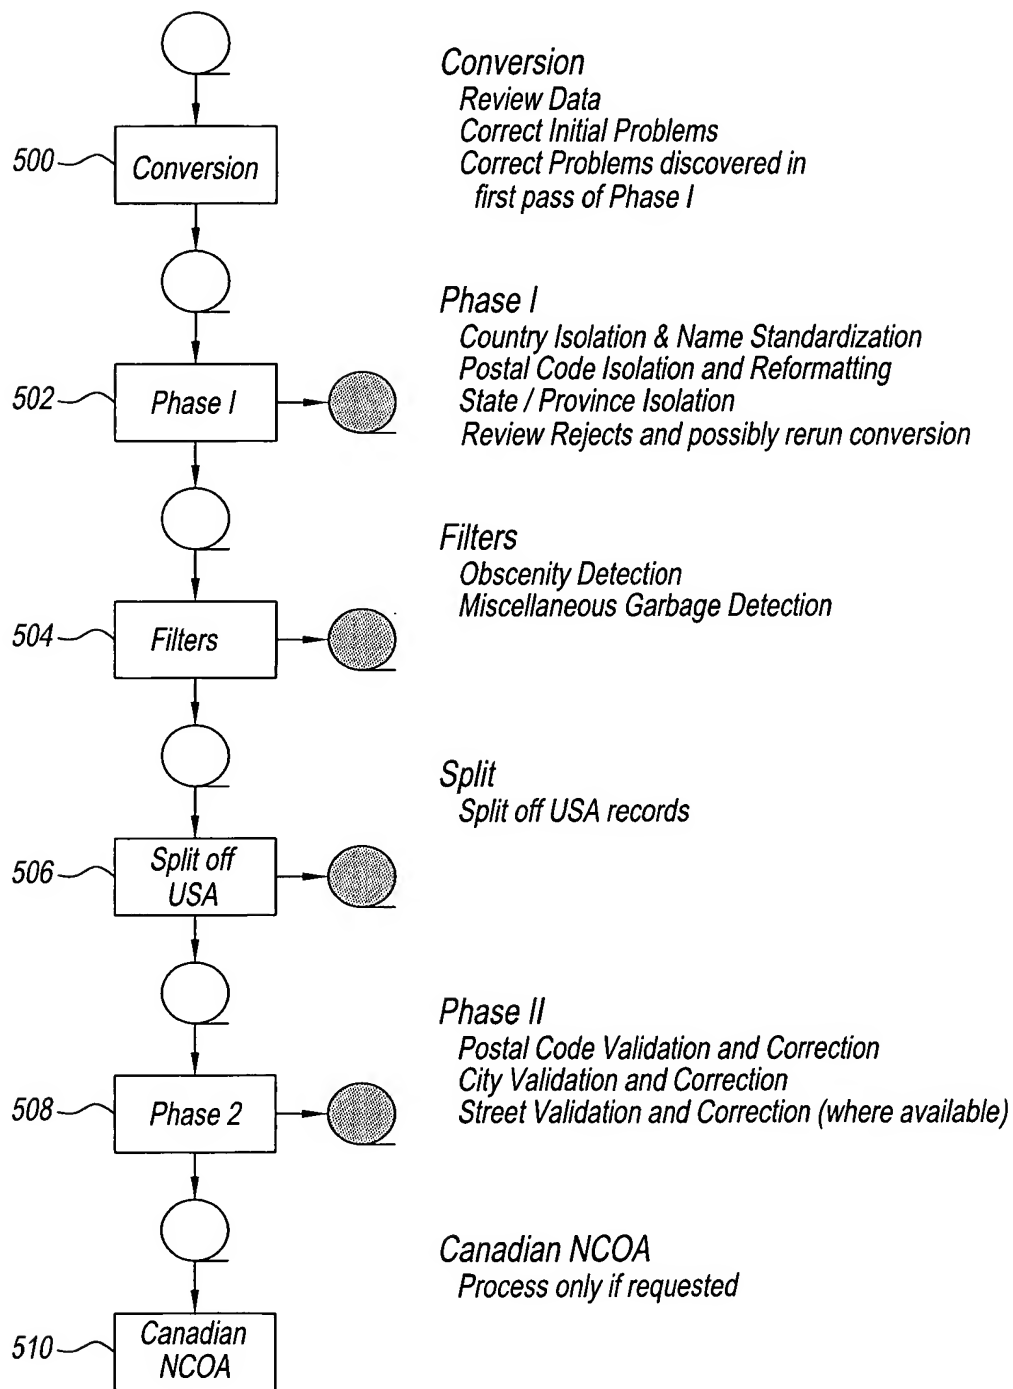 Conversion
Review Data
Correct Initial Problems
Correct Problems discovered in
first pass of Phase I
500
Conversion
Phase I
Country Isolation & Name Standardization
Postal Code Isolation and Reformatting
State / Province Isolation
Review Rejects and possibly rerun conversion
502
Phase I
Filters
Obscenity Detection
Miscellaneous Garbage Detection
504
Filters
Split
Split off USA records
506
Split off
USA
Phase II
Postal Code Validation and Correction
City Validation and Correction
Street Validation and Correction (where available)
508
Phase 2
Canadian NCOA
Process only if requested
510
Canadian
NCOA